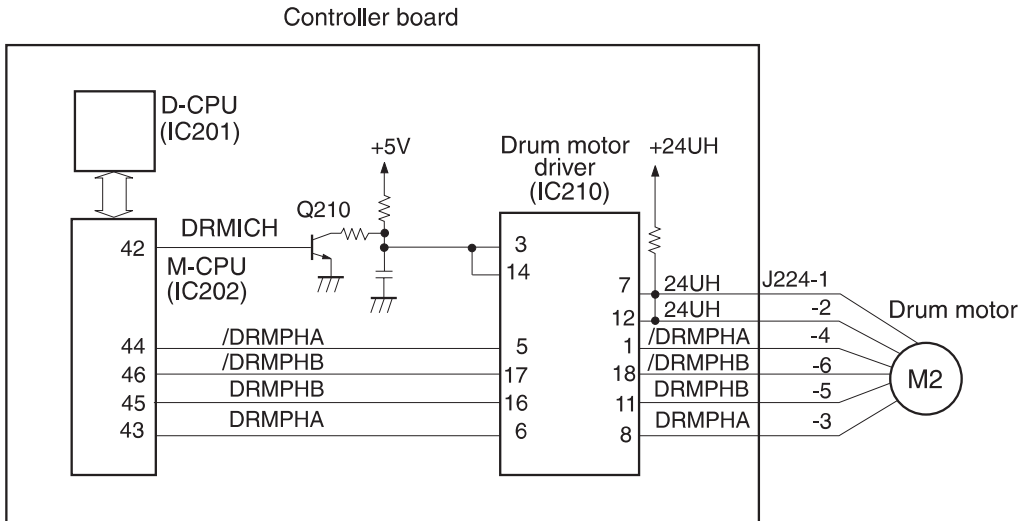 Controller board
D-CPU
(IC201)
+5V
Drum motor
driver
(IC210)
+24UH
Q210
42
DRMICH
M-CPU
(IC202)
3
14
7
24UH
J224-1
12
24UH
-2
Drum motor
44
/DRMPHA
5
1
/DRMPHA
-4
46
/DRMPHB
17
18
/DRMPHB
-6
M2
45
DRMPHB
16
11
DRMPHB
-5
43
DRMPHA
6
8
DRMPHA
-3